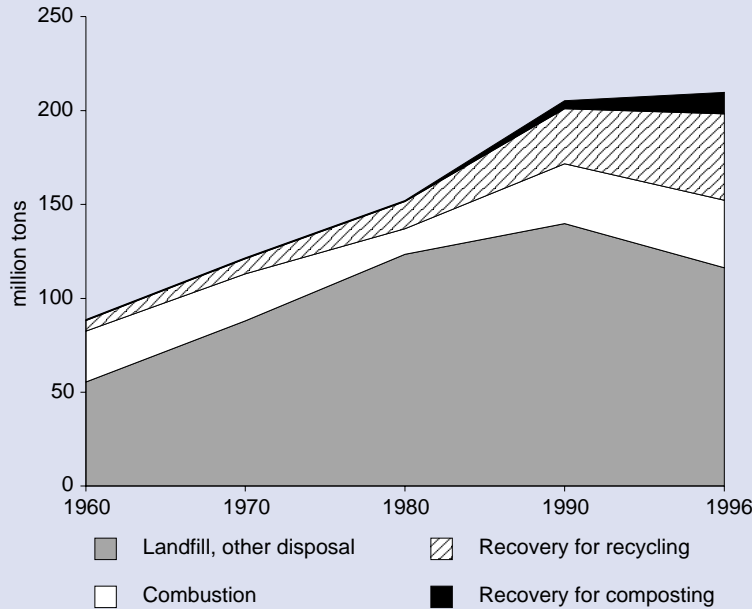 250
200
150
100
50
0
million tons
1960 1970 1980 1990 1996
Landfill, other disposal Recovery for recycling
Combustion Recovery for composting